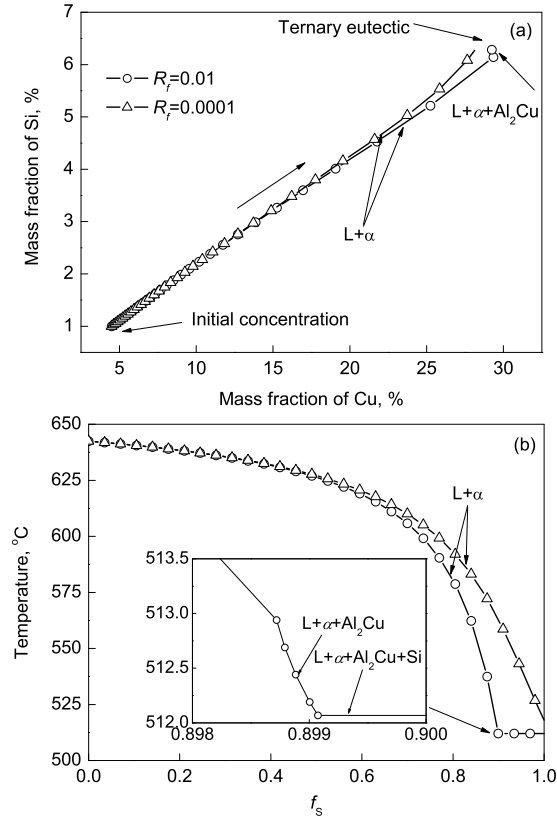 7
(a)
Ternary eutectic
6
R_f=0.01
R_f=0.0001
5
L+α+Al₂Cu
4
L+α
3
2
Initial concentration
1
Mass fraction of Si, %
5 10 15 20 25 30
Mass fraction of Cu, %
650
(b)
625
L+α
600
575
550
525
500
Temperature, °C
513.5
513.0
512.5
512.0
L+α+Al₂Cu
L+α+Al₂Cu+Si
0.898 0.899 0.900
0.0 0.2 0.4 0.6 0.8 1.0
f_S